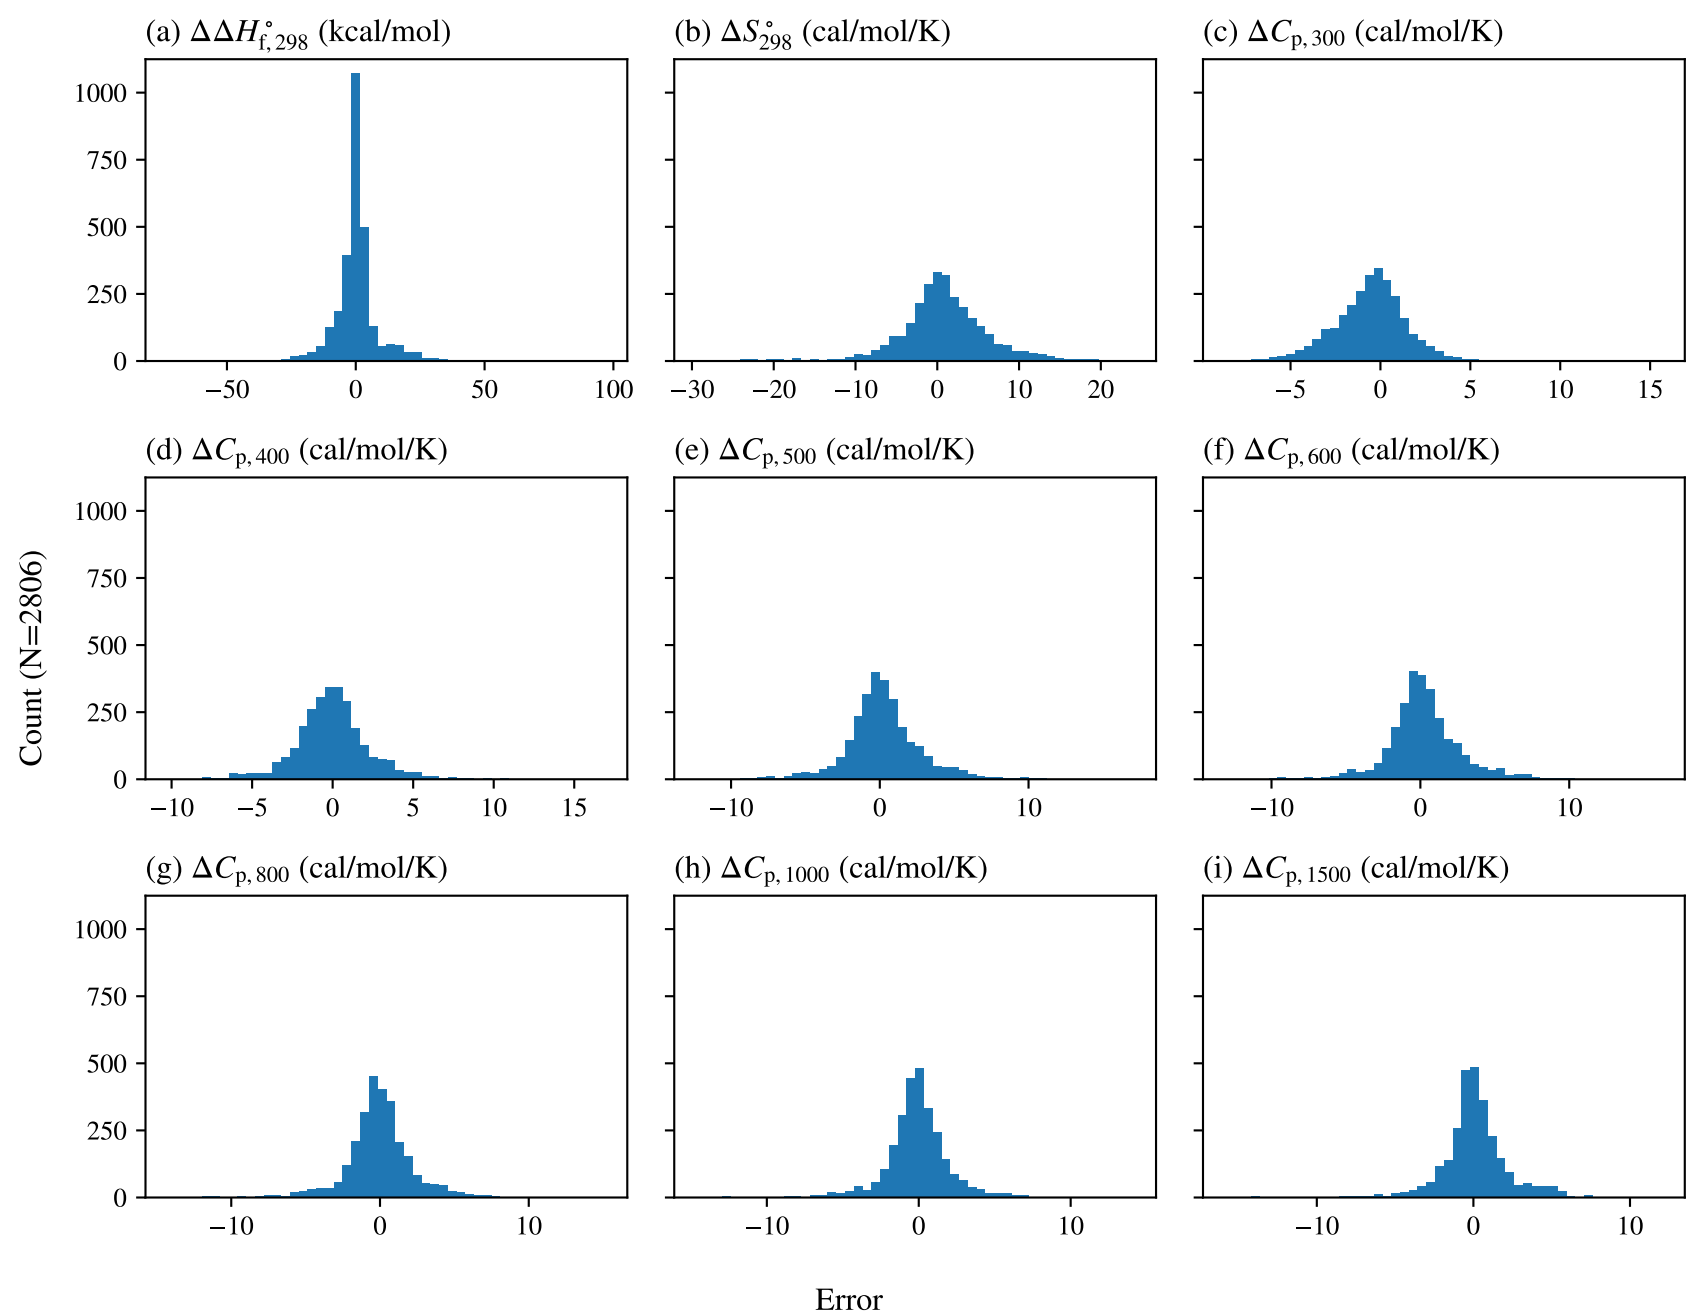 (a) ΔΔH°f, 298 (kcal/mol)
(b) ΔS°298 (cal/mol/K)
(c) ΔCp, 300 (cal/mol/K)
1000
750
500
250
0
−50 0 50 100
−30 −20 −10 0 10 20
−5 0 5 10 15
(d) ΔCp, 400 (cal/mol/K)
(e) ΔCp, 500 (cal/mol/K)
(f) ΔCp, 600 (cal/mol/K)
Count (N=2806)
1000
750
500
250
0
−10 −5 0 5 10 15
−10 0 10
−10 0 10
(g) ΔCp, 800 (cal/mol/K)
(h) ΔCp, 1000 (cal/mol/K)
(i) ΔCp, 1500 (cal/mol/K)
1000
750
500
250
0
−10 0 10
−10 0 10
−10 0 10
Error